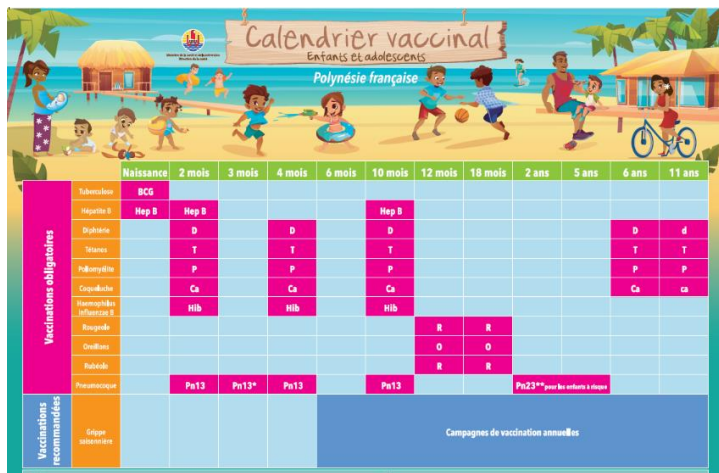 Calendrier vaccinal
Enfants et adolescents
Polynésie française
Naissance 2 mois 3 mois 4 mois 6 mois 10 mois 12 mois 18 mois 2 ans 5 ans 6 ans 11 ans
Vaccinations obligatoires
Tuberculose BCG
Hépatite B Hep B Hep B Hep B
Diphtérie D D D D d
Tétanos T T T T T
Poliomyélite P P P P P
Coqueluche Ca Ca Ca Ca ca
Haemophilus
influenzae B Hib Hib Hib
Rougeole R R
Oreillons O O
Rubéole R R
Pneumocoque Pn13 Pn13* Pn13 Pn13 Pn23** pour les enfants à risque
Vaccinations
recommandées
Grippe
saisonnière
Campagnes de vaccination annuelles